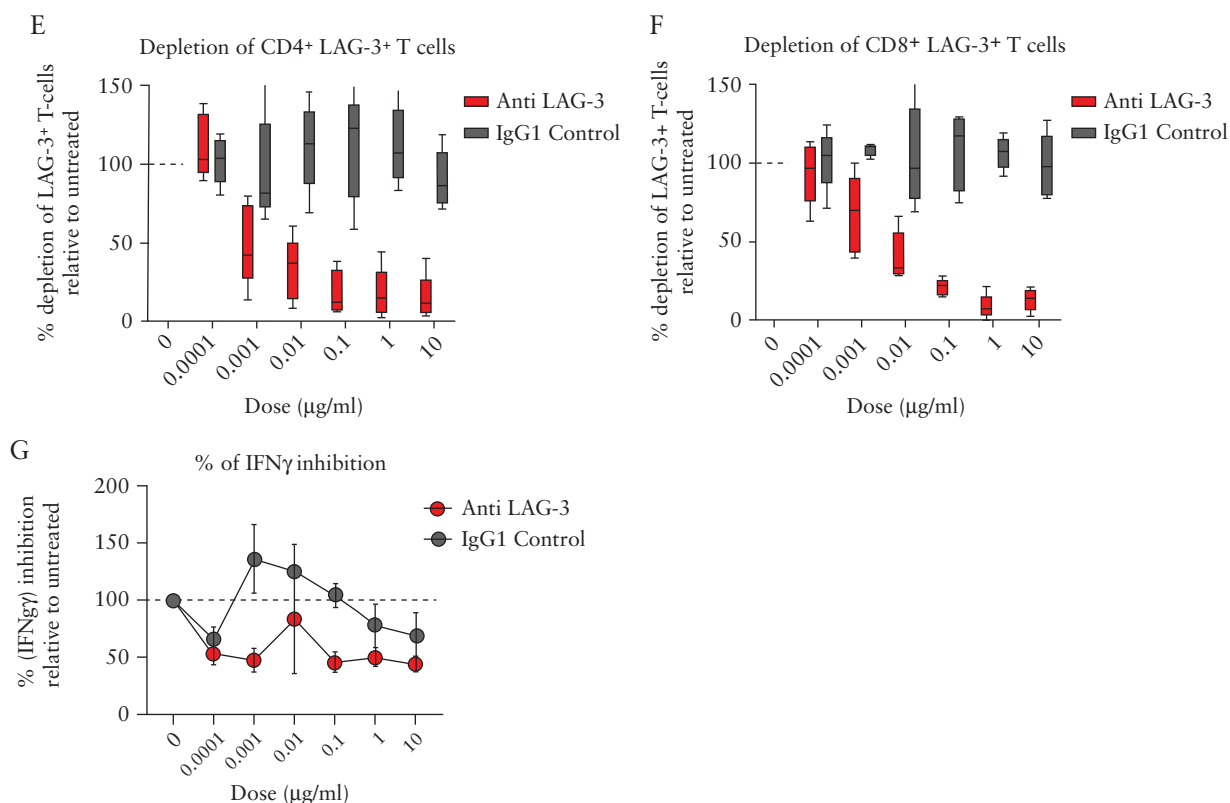 E
Depletion of CD4+ LAG-3+ T cells
% depletion of LAG-3+ T-cells
relative to untreated
150
100
50
0
0
0.0001
0.001
0.01
0.1
1
10
Dose (μg/ml)
Anti LAG-3
IgG1 Control
F
Depletion of CD8+ LAG-3+ T cells
% depletion of LAG-3+ T-cells
relative to untreated
150
100
50
0
0
0.0001
0.001
0.01
0.1
1
10
Dose (μg/ml)
Anti LAG-3
IgG1 Control
G
% of IFNγ inhibition
% (IFNgγ) inhibition
relative to untreated
200
150
100
50
0
0
0.0001
0.001
0.01
0.1
1
10
Dose (μg/ml)
Anti LAG-3
IgG1 Control